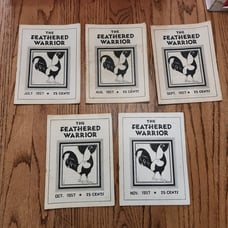 THE
FEATHERED
WARRIOR
JULY 1957 ★ 25 CENTS
THE
FEATHERED
WARRIOR
AUG. 1957 ★ 25 CENTS
THE
FEATHERED
WARRIOR
SEPT. 1957 ★ 25 CENTS
THE
FEATHERED
WARRIOR
OCT. 1957 ★ 25 CENTS
THE
FEATHERED
WARRIOR
NOV. 1957 ★ 25 CENTS